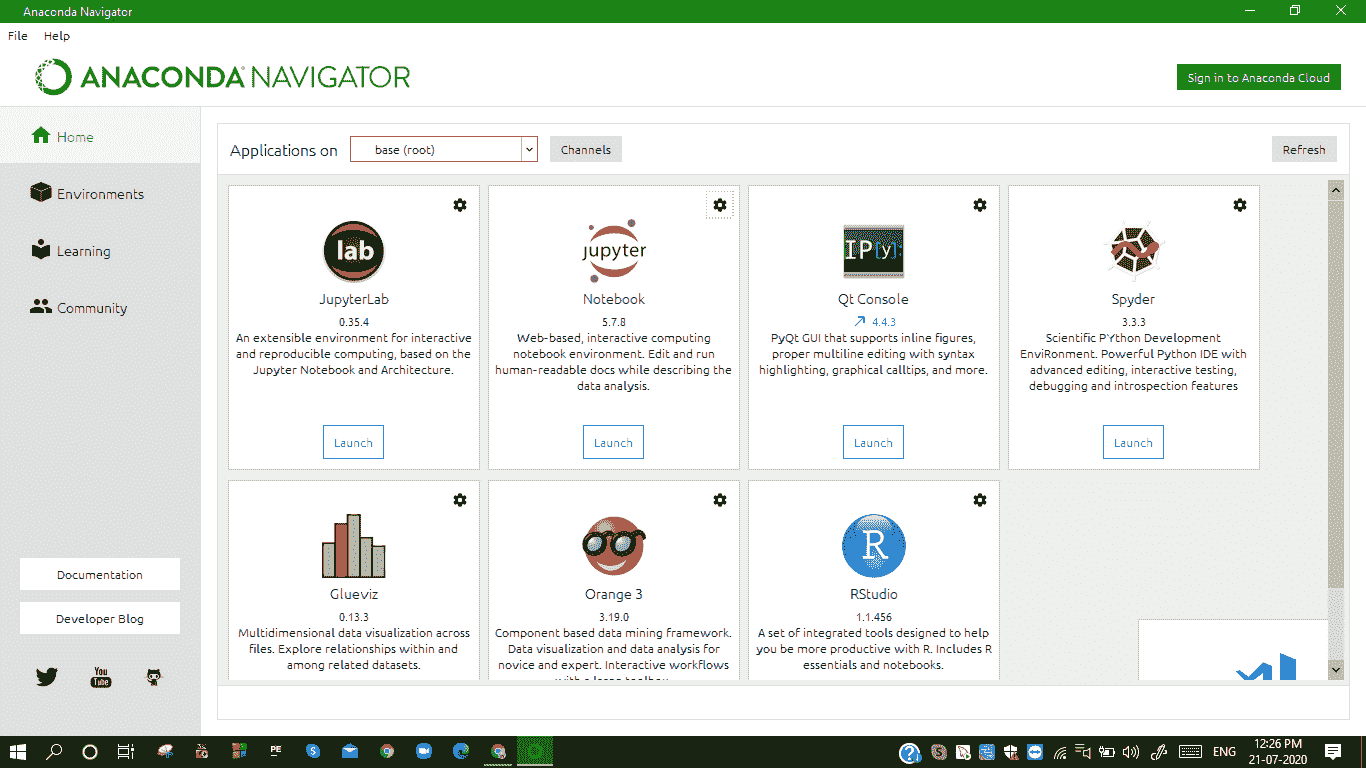 Anaconda Navigator
File Help
ANACONDA NAVIGATOR
Sign in to Anaconda Cloud
Home
Environments
Learning
Community
Documentation
Developer Blog
You
Tube
Applications on
base (root)
Channels
Refresh
lab
JupyterLab
0.35.4
An extensible environment for interactive
and reproducible computing, based on the
Jupyter Notebook and Architecture.
Launch
jupyter
Notebook
5.7.8
Web-based, interactive computing
notebook environment. Edit and run
human-readable docs while describing the
data analysis.
Launch
IP[y]:
Qt Console
4.4.3
PyQt GUI that supports inline figures,
proper multiline editing with syntax
highlighting, graphical calltips, and more.
Launch
Spyder
3.3.3
Scientific PYthon Development
EnviRonment. Powerful Python IDE with
advanced editing, interactive testing,
debugging and introspection features
Launch
Glueviz
0.13.3
Multidimensional data visualization across
files. Explore relationships within and
among related datasets.
Orange 3
3.19.0
Component based data mining framework.
Data visualization and data analysis for
novice and expert. Interactive workflows
R
RStudio
1.1.456
A set of integrated tools designed to help
you be more productive with R. Includes R
essentials and notebooks.
PE
ENG
12:26 PM
21-07-2020